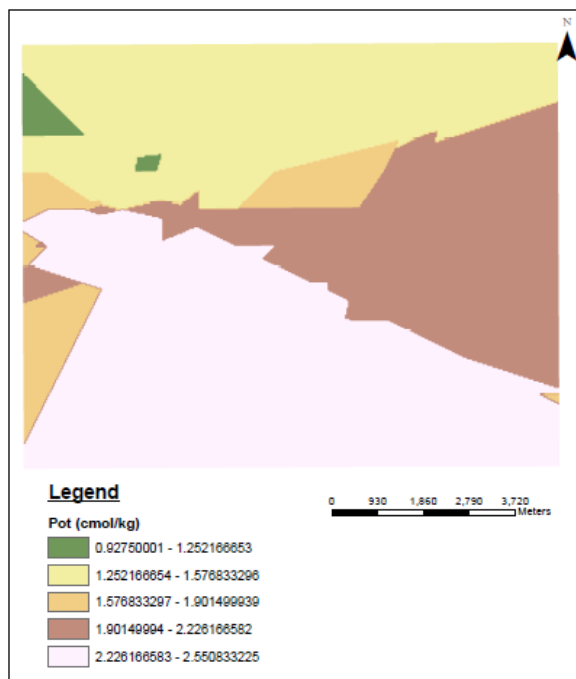 N
Legend
Pot (cmol/kg)
0.92750001 - 1.252166653
1.252166654 - 1.576833296
1.576833297 - 1.901499939
1.90149994 - 2.226166582
2.226166583 - 2.550833225
0 930 1,860 2,790 3,720
Meters